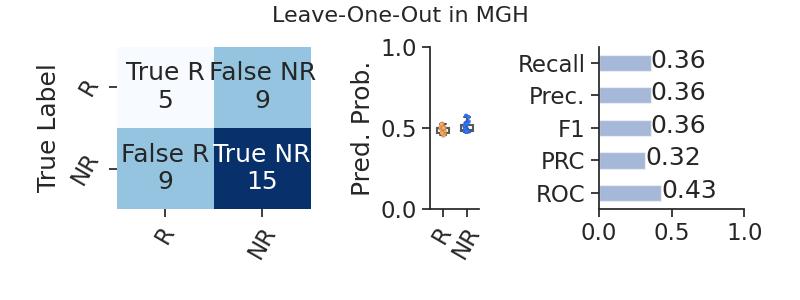 Leave-One-Out in MGH
True Label
R
NR
True R
5
False NR
9
False R
9
True NR
15
R
NR
Pred. Prob.
1.0
0.5
0.0
R
NR
Recall
0.36
Prec.
0.36
F1
0.36
PRC
0.32
ROC
0.43
0.0
0.5
1.0